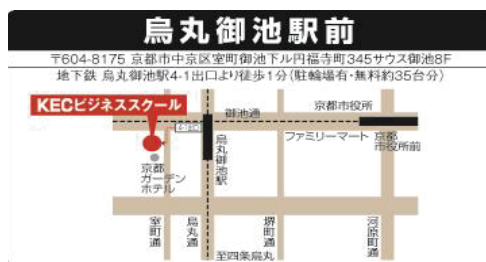 烏丸御池駅前
〒604-8175 京都市中京区室町御池下ル円福寺町345サウス御池8F
地下鉄 烏丸御池駅4-1出口より徒歩1分(駐輪場有・無料約35台分)
KECビジネススクール
御池通
京都市役所
4-1出口
烏丸御池駅
ファミリーマート
京都市役所前
京都
ガーデン
ホテル
室町通
烏丸通
堺町通
河原町通
至四条烏丸